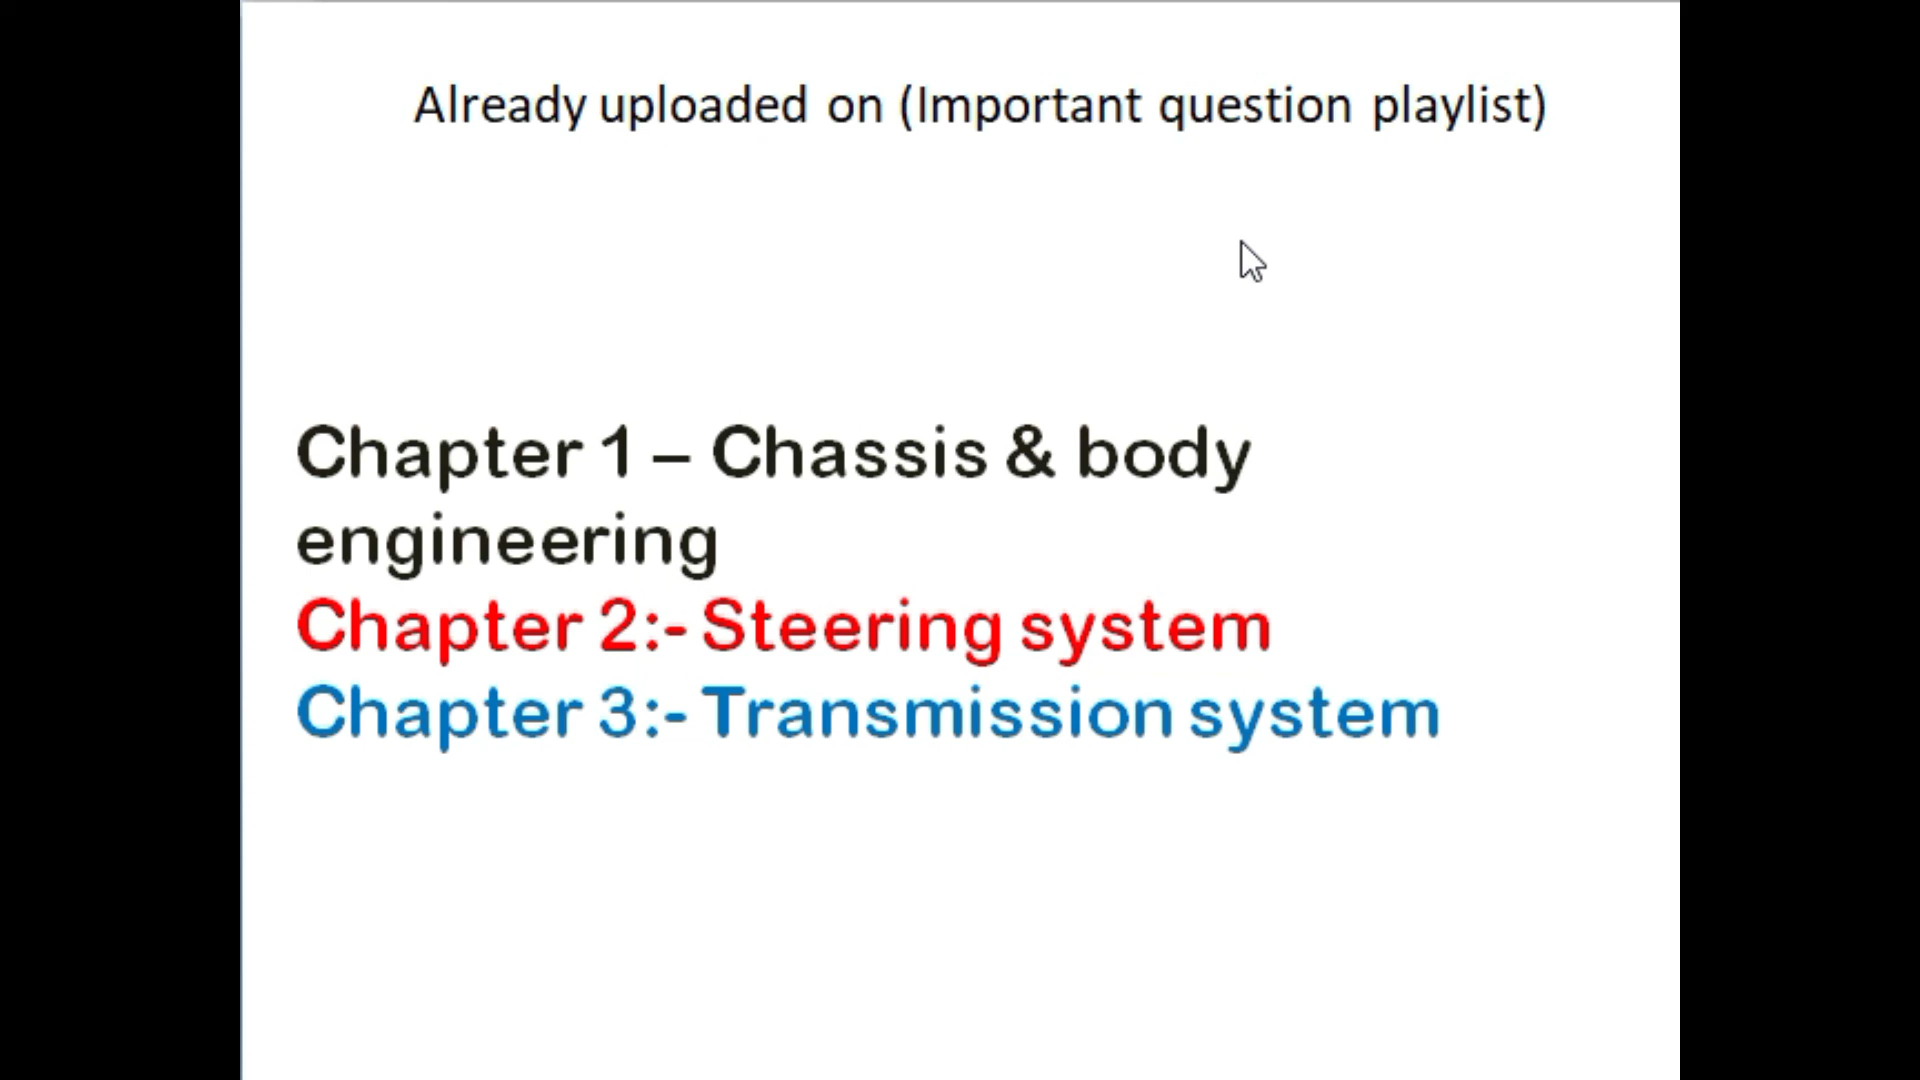 Already uploaded on (Important question playlist)
Chapter 1 – Chassis & body
engineering
Chapter 2:- Steering system
Chapter 3:- Transmission system